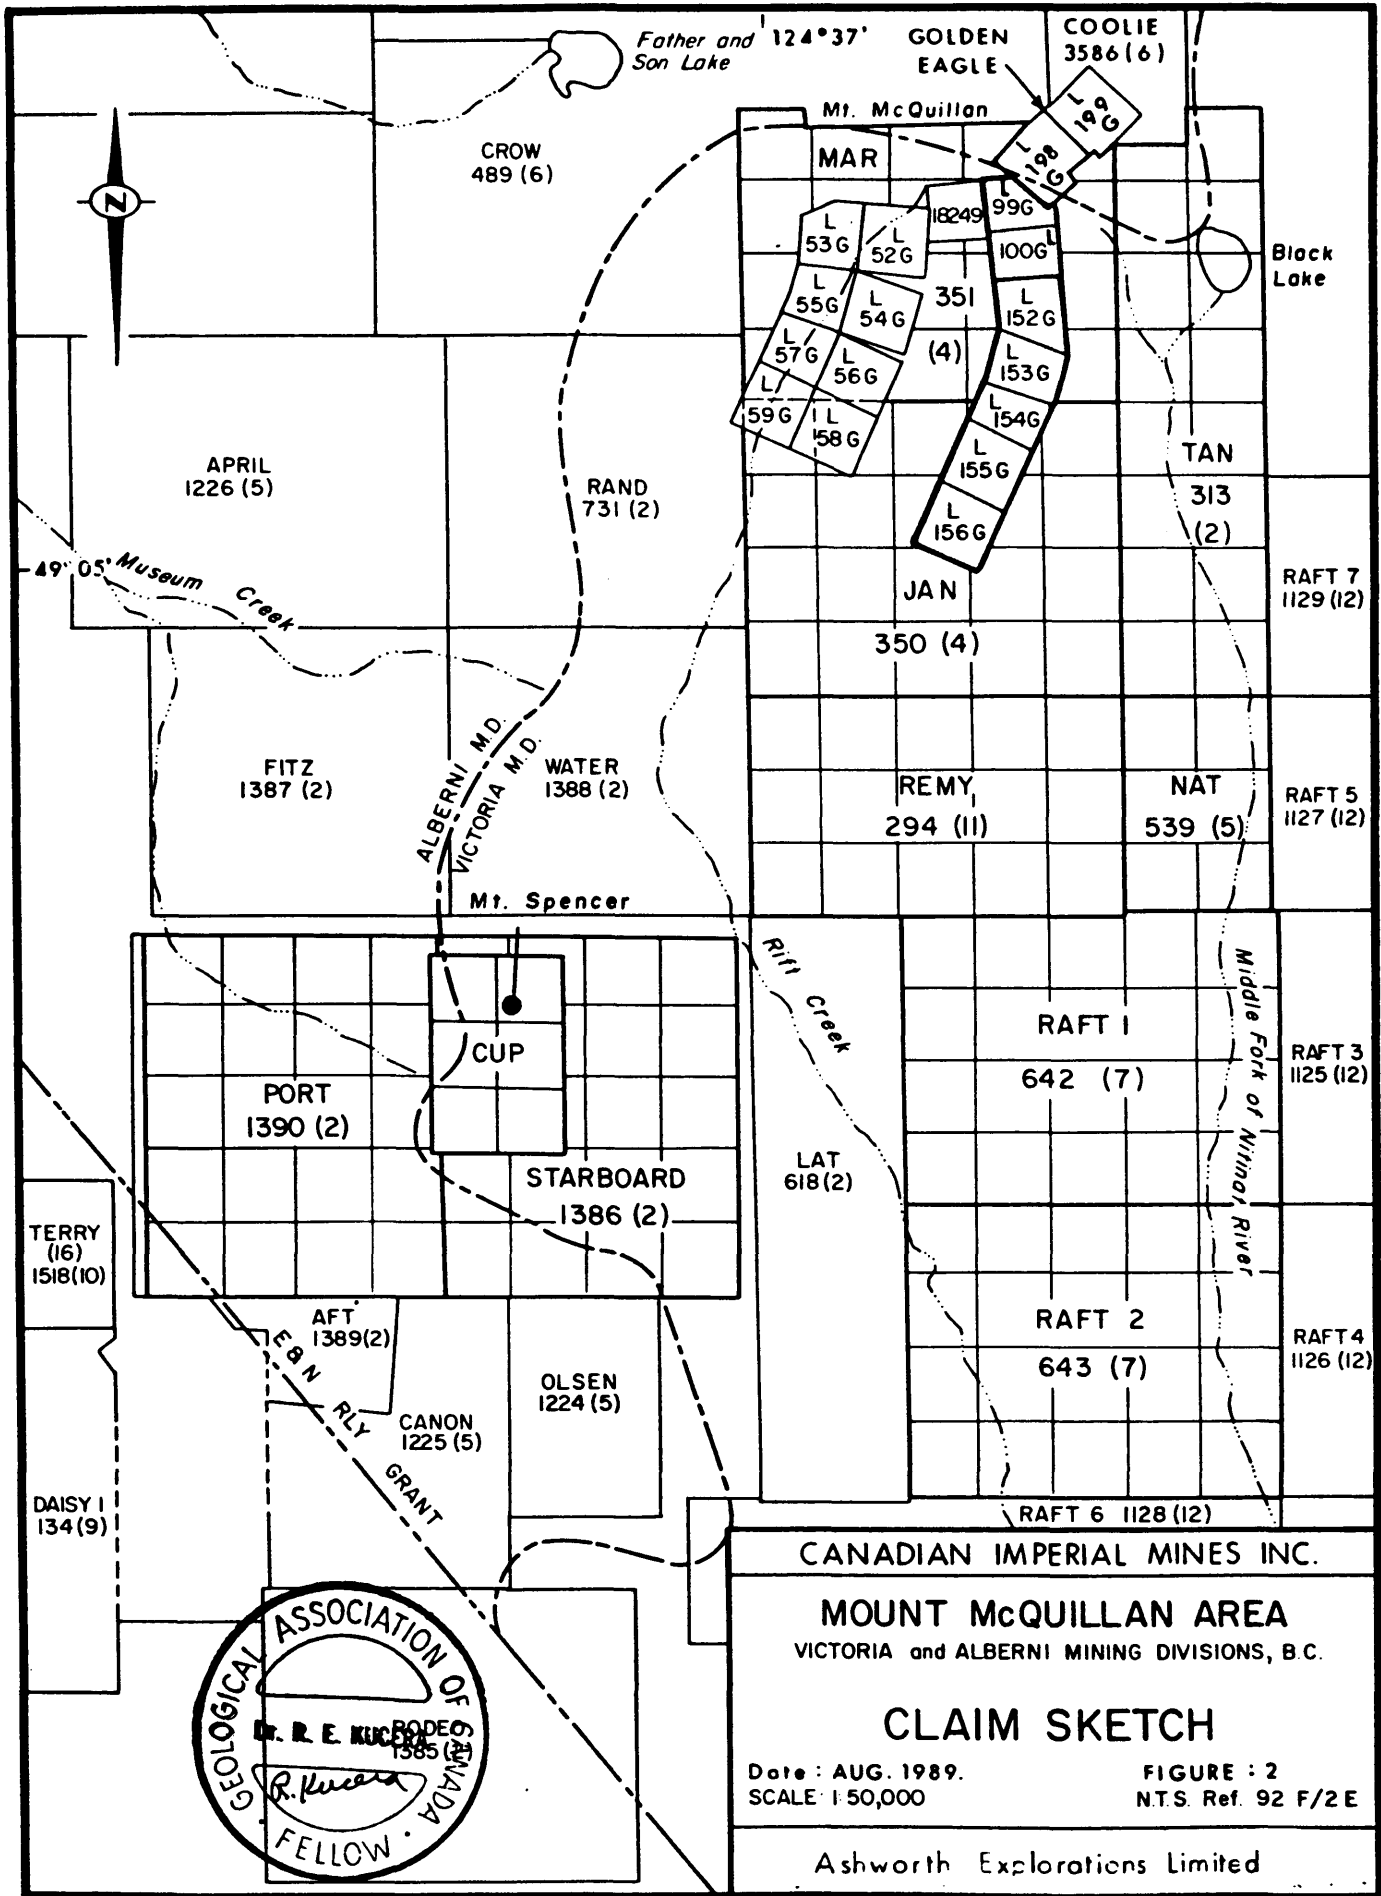 Father and
Son Lake
124°37'
GOLDEN
EAGLE
COOLIE
3586 (6)
L
199
G
L
198
G
Mt. McQuillan
CROW
489 (6)
N
MAR
L
53G
L
52G
18249
L
99G
L
100G
Black
Lake
L
55G
L
54G
351
(4)
L
152G
L
57G
L
56G
L
153G
L
59G
L
58G
L
154G
L
155G
L
156G
TAN
313
(2)
APRIL
1226 (5)
RAND
731 (2)
49° 05'
Museum Creek
JAN
350 (4)
RAFT 7
1129 (12)
FITZ
1387 (2)
ALBERNI M.D.
VICTORIA M.D.
WATER
1388 (2)
REMY
294 (11)
NAT
539 (5)
RAFT 5
1127 (12)
Mt. Spencer
Rift Creek
Middle Fork of Nitinat River
CUP
PORT
1390 (2)
STARBOARD
1386 (2)
RAFT 1
642 (7)
RAFT 3
1125 (12)
LAT
618 (2)
TERRY
(16)
1518 (10)
AFT
1389 (2)
E & N RLY GRANT
CANON
1225 (5)
OLSEN
1224 (5)
RAFT 2
643 (7)
RAFT 4
1126 (12)
DAISY 1
134 (9)
RAFT 6 1128 (12)
GEOLOGICAL ASSOCIATION OF CANADA
Dr. R. E. KUCERA
RODEO
1385 (2)
R. Kucera
FELLOW
CANADIAN IMPERIAL MINES INC.
MOUNT McQUILLAN AREA
VICTORIA and ALBERNI MINING DIVISIONS, B.C.
CLAIM SKETCH
Date : AUG. 1989.
FIGURE : 2
SCALE 1:50,000
N.T.S. Ref. 92 F/2 E
Ashworth Explorations Limited